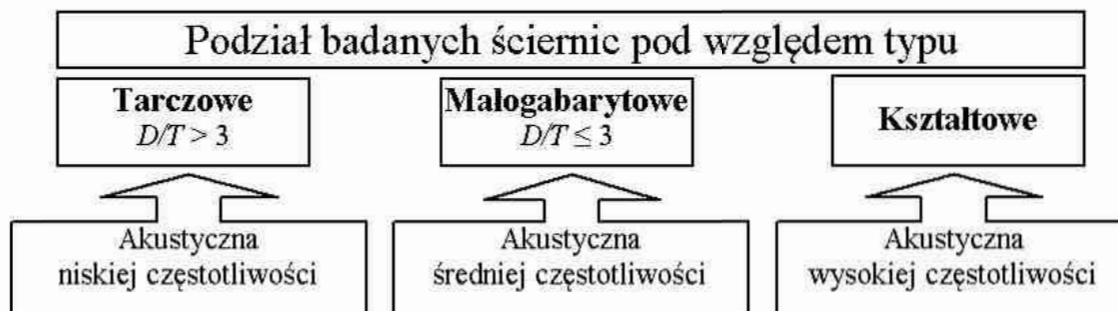 Podział badanych ściernic pod względem typu
Tarczowe
D/T > 3
Małogabarytowe
D/T ≤ 3
Kształtowe
Akustyczna
niskiej częstotliwości
Akustyczna
średniej częstotliwości
Akustyczna
wysokiej częstotliwości